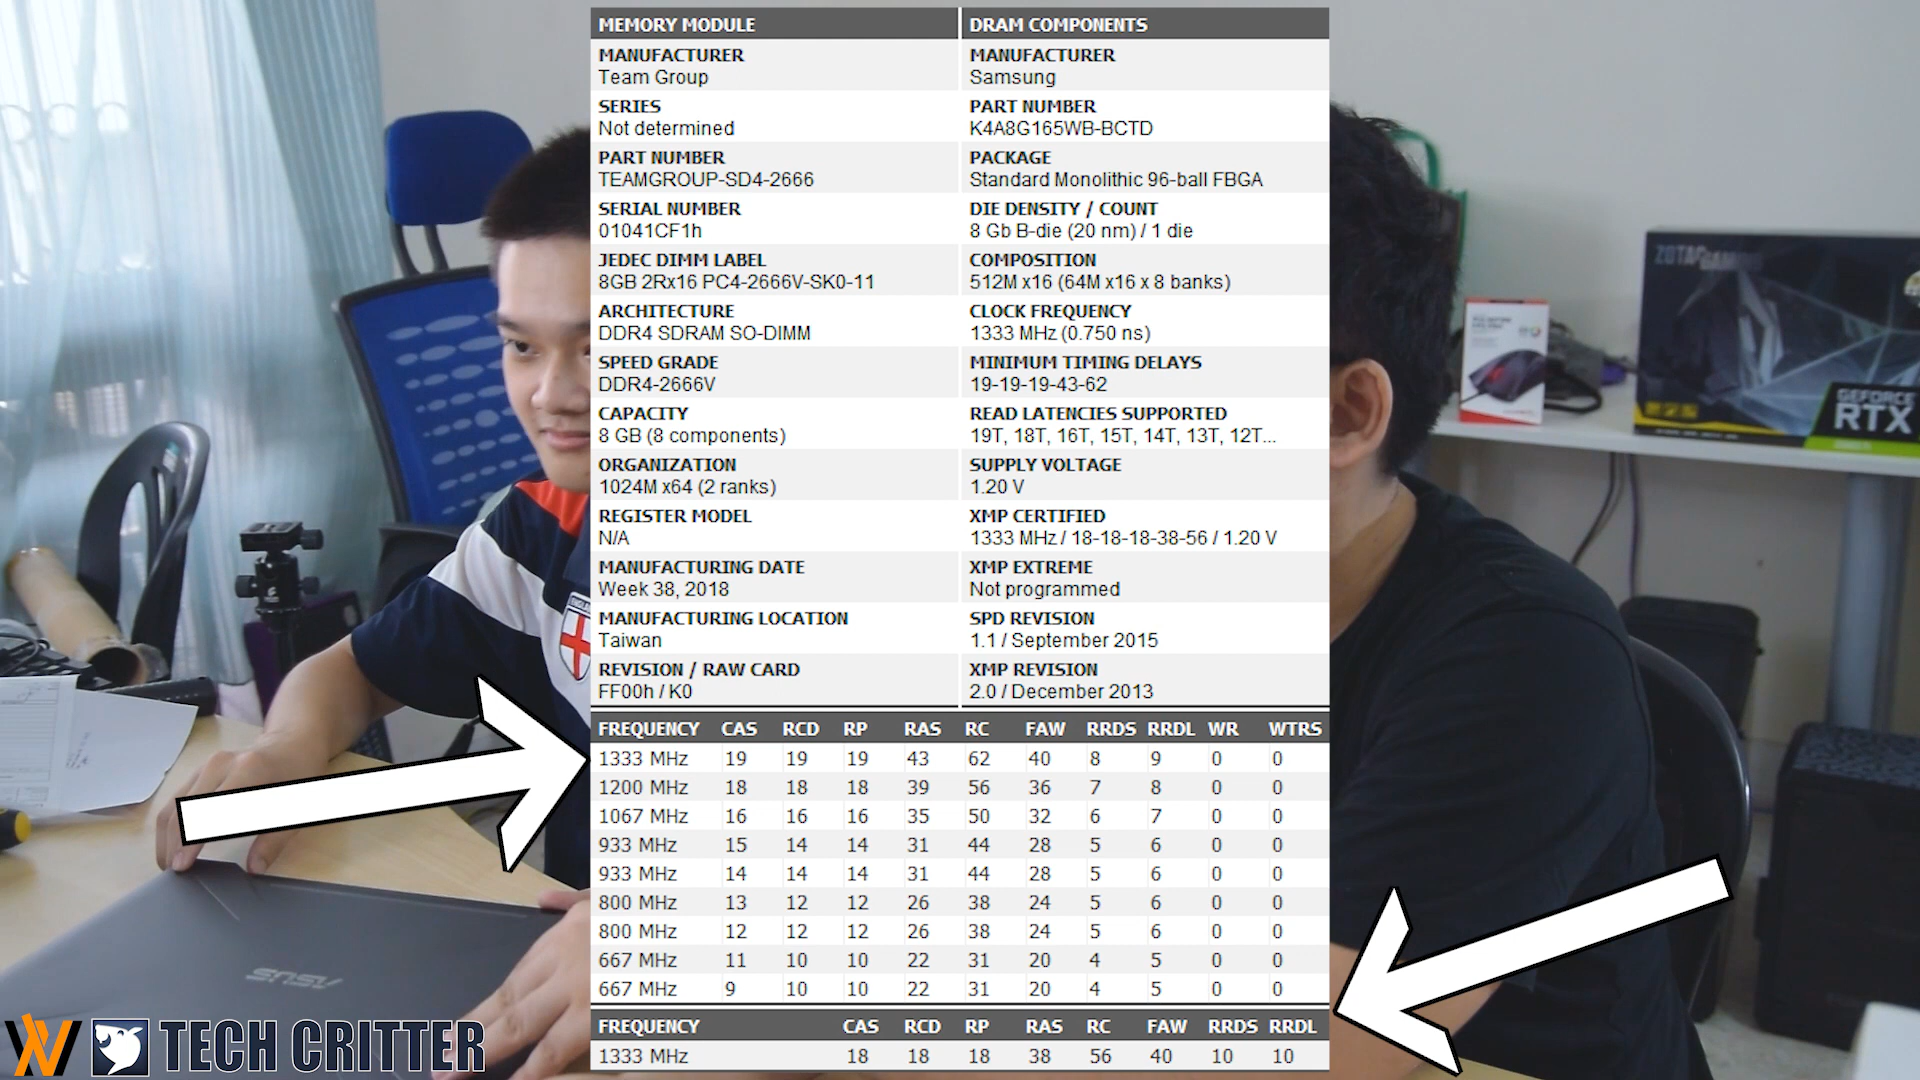 MEMORY MODULE
MANUFACTURER
Team Group
SERIES
Not determined
PART NUMBER
TEAMGROUP-SD4-2666
SERIAL NUMBER
01041CF1h
JEDEC DIMM LABEL
8GB 2Rx16 PC4-2666V-SK0-11
ARCHITECTURE
DDR4 SDRAM SO-DIMM
SPEED GRADE
DDR4-2666V
CAPACITY
8 GB (8 components)
ORGANIZATION
1024M x64 (2 ranks)
REGISTER MODEL
N/A
MANUFACTURING DATE
Week 38, 2018
MANUFACTURING LOCATION
Taiwan
REVISION / RAW CARD
FF00h / K0
DRAM COMPONENTS
MANUFACTURER
Samsung
PART NUMBER
K4A8G165WB-BCTD
PACKAGE
Standard Monolithic 96-ball FBGA
DIE DENSITY / COUNT
8 Gb B-die (20 nm) / 1 die
COMPOSITION
512M x16 (64M x16 x 8 banks)
CLOCK FREQUENCY
1333 MHz (0.750 ns)
MINIMUM TIMING DELAYS
19-19-19-43-62
READ LATENCIES SUPPORTED
19T, 18T, 16T, 15T, 14T, 13T, 12T...
SUPPLY VOLTAGE
1.20 V
XMP CERTIFIED
1333 MHz / 18-18-18-38-56 / 1.20 V
XMP EXTREME
Not programmed
SPD REVISION
1.1 / September 2015
XMP REVISION
2.0 / December 2013
FREQUENCY CAS RCD RP RAS RC FAW RRDS RRDL WR WTRS
1333 MHz 19 19 19 43 62 40 8 9 0 0
1200 MHz 18 18 18 39 56 36 7 8 0 0
1067 MHz 16 16 16 35 50 32 6 7 0 0
933 MHz 15 14 14 31 44 28 5 6 0 0
933 MHz 14 14 14 31 44 28 5 6 0 0
800 MHz 13 12 12 26 38 24 5 6 0 0
800 MHz 12 12 12 26 38 24 5 6 0 0
667 MHz 11 10 10 22 31 20 4 5 0 0
667 MHz 9 10 10 22 31 20 4 5 0 0
FREQUENCY CAS RCD RP RAS RC FAW RRDS RRDL
1333 MHz 18 18 18 38 56 40 10 10
ZOTAC GAMING
GEFORCE
RTX
ASUS
TECH CRITTER